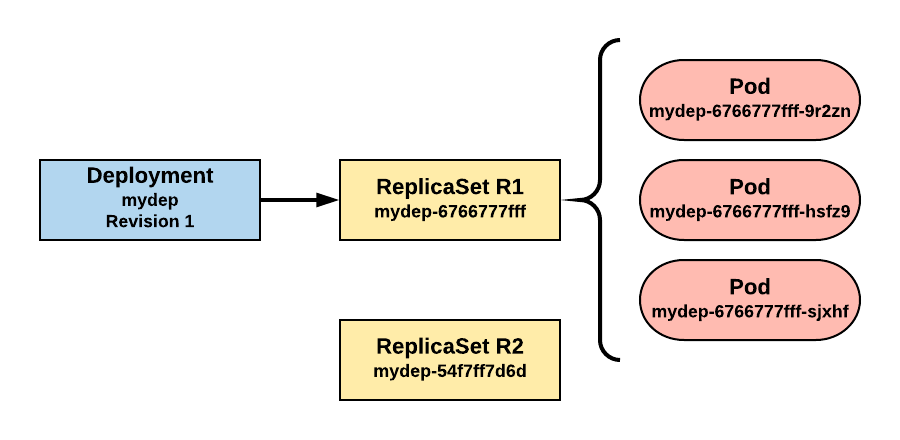 Deployment
mydep
Revision 1
ReplicaSet R1
mydep-6766777fff
ReplicaSet R2
mydep-54f7ff7d6d
Pod
mydep-6766777fff-9r2zn
Pod
mydep-6766777fff-hsfz9
Pod
mydep-6766777fff-sjxhf